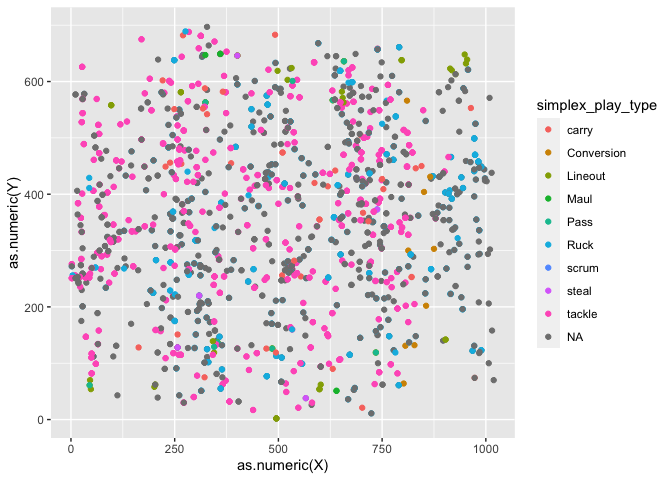 600
400
200
0
as.numeric(Y)
0
250
500
750
1000
as.numeric(X)
simplex_play_type
carry
Conversion
Lineout
Maul
Pass
Ruck
scrum
steal
tackle
NA